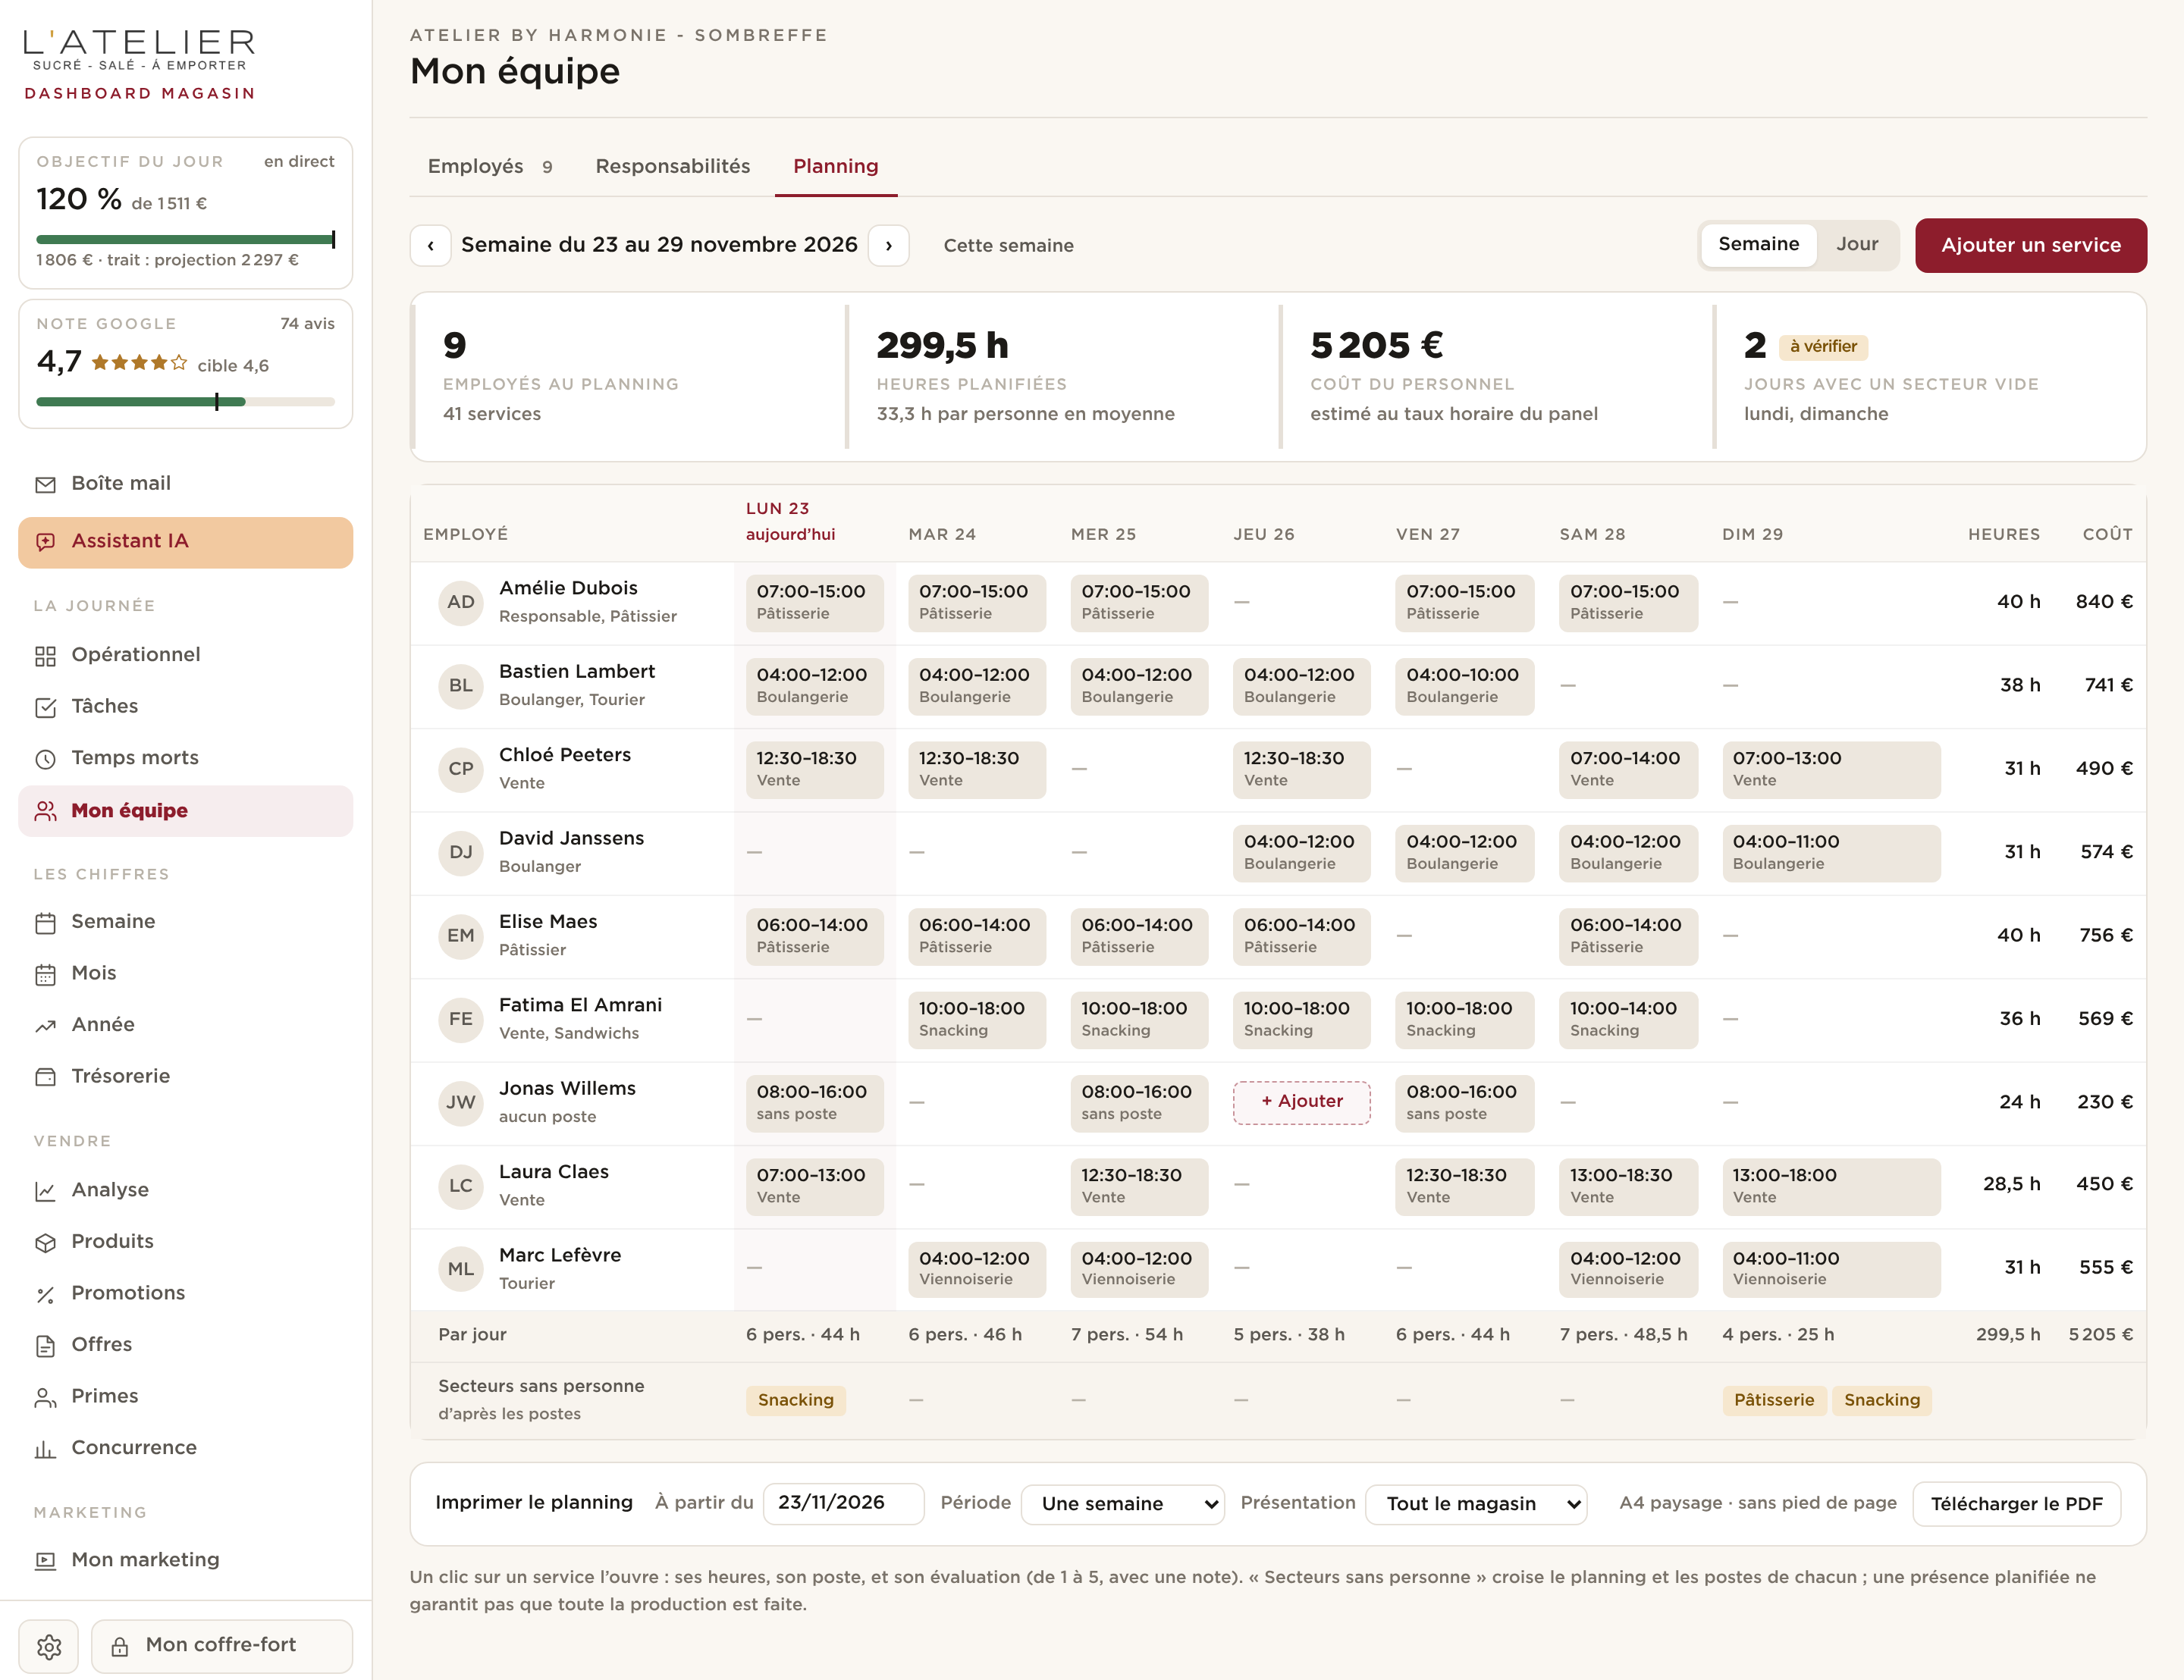 L'ATELIER
SUCRÉ - SALÉ - À EMPORTER
DASHBOARD MAGASIN
OBJECTIF DU JOUR en direct
120 % de 1 511 €
1 806 € · trait : projection 2 297 €
NOTE GOOGLE 74 avis
4,7 ★★★★☆ cible 4,6
Boîte mail
Assistant IA
LA JOURNÉE
Opérationnel
Tâches
Temps morts
Mon équipe
LES CHIFFRES
Semaine
Mois
Année
Trésorerie
VENDRE
Analyse
Produits
Promotions
Offres
Primes
Concurrence
MARKETING
Mon marketing
Mon coffre-fort
ATELIER BY HARMONIE - SOMBREFFE
Mon équipe
Employés 9 Responsabilités Planning
‹ Semaine du 23 au 29 novembre 2026 › Cette semaine Semaine Jour Ajouter un service
9
EMPLOYÉS AU PLANNING
41 services
299,5 h
HEURES PLANIFIÉES
33,3 h par personne en moyenne
5 205 €
COÛT DU PERSONNEL
estimé au taux horaire du panel
2 à vérifier
JOURS AVEC UN SECTEUR VIDE
lundi, dimanche
EMPLOYÉ LUN 23 aujourd’hui MAR 24 MER 25 JEU 26 VEN 27 SAM 28 DIM 29 HEURES COÛT
AD Amélie Dubois 07:00–15:00 07:00–15:00 07:00–15:00 — 07:00–15:00 07:00–15:00 — 40 h 840 €
Responsable, Pâtissier Pâtisserie Pâtisserie Pâtisserie Pâtisserie Pâtisserie
BL Bastien Lambert 04:00–12:00 04:00–12:00 04:00–12:00 04:00–12:00 04:00–10:00 — — 38 h 741 €
Boulanger, Tourier Boulangerie Boulangerie Boulangerie Boulangerie Boulangerie
CP Chloé Peeters 12:30–18:30 12:30–18:30 — 12:30–18:30 — 07:00–14:00 07:00–13:00 31 h 490 €
Vente Vente Vente Vente Vente Vente
DJ David Janssens — — — 04:00–12:00 04:00–12:00 04:00–12:00 04:00–11:00 31 h 574 €
Boulanger Boulangerie Boulangerie Boulangerie Boulangerie
EM Elise Maes 06:00–14:00 06:00–14:00 06:00–14:00 06:00–14:00 — 06:00–14:00 — 40 h 756 €
Pâtissier Pâtisserie Pâtisserie Pâtisserie Pâtisserie Pâtisserie
FE Fatima El Amrani — 10:00–18:00 10:00–18:00 10:00–18:00 10:00–18:00 10:00–14:00 — 36 h 569 €
Vente, Sandwichs Snacking Snacking Snacking Snacking Snacking
JW Jonas Willems 08:00–16:00 — 08:00–16:00 + Ajouter 08:00–16:00 — — 24 h 230 €
aucun poste sans poste sans poste sans poste
LC Laura Claes 07:00–13:00 — 12:30–18:30 — 12:30–18:30 13:00–18:30 13:00–18:00 28,5 h 450 €
Vente Vente Vente Vente Vente Vente
ML Marc Lefèvre — 04:00–12:00 04:00–12:00 — — 04:00–12:00 04:00–11:00 31 h 555 €
Tourier Viennoiserie Viennoiserie Viennoiserie Viennoiserie
Par jour 6 pers. · 44 h 6 pers. · 46 h 7 pers. · 54 h 5 pers. · 38 h 6 pers. · 44 h 7 pers. · 48,5 h 4 pers. · 25 h 299,5 h 5 205 €
Secteurs sans personne Snacking — — — — — Pâtisserie Snacking
d’après les postes
Imprimer le planning À partir du 23/11/2026 Période Une semaine Présentation Tout le magasin A4 paysage · sans pied de page Télécharger le PDF
Un clic sur un service l’ouvre : ses heures, son poste, et son évaluation (de 1 à 5, avec une note). « Secteurs sans personne » croise le planning et les postes de chacun ; une présence planifiée ne
garantit pas que toute la production est faite.